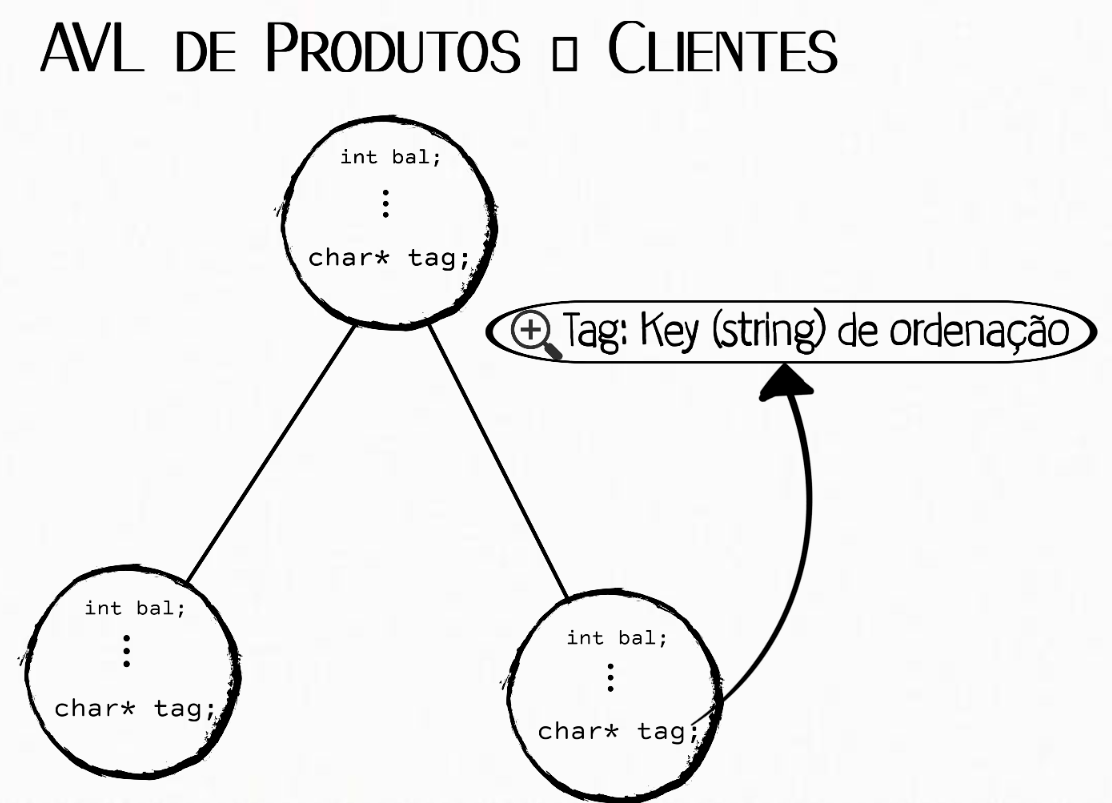 AVL DE PRODUTOS □ CLIENTES
int bal;
⋮
char* tag;
Tag: Key (string) de ordenação
int bal;
⋮
char* tag;
int bal;
⋮
char* tag;